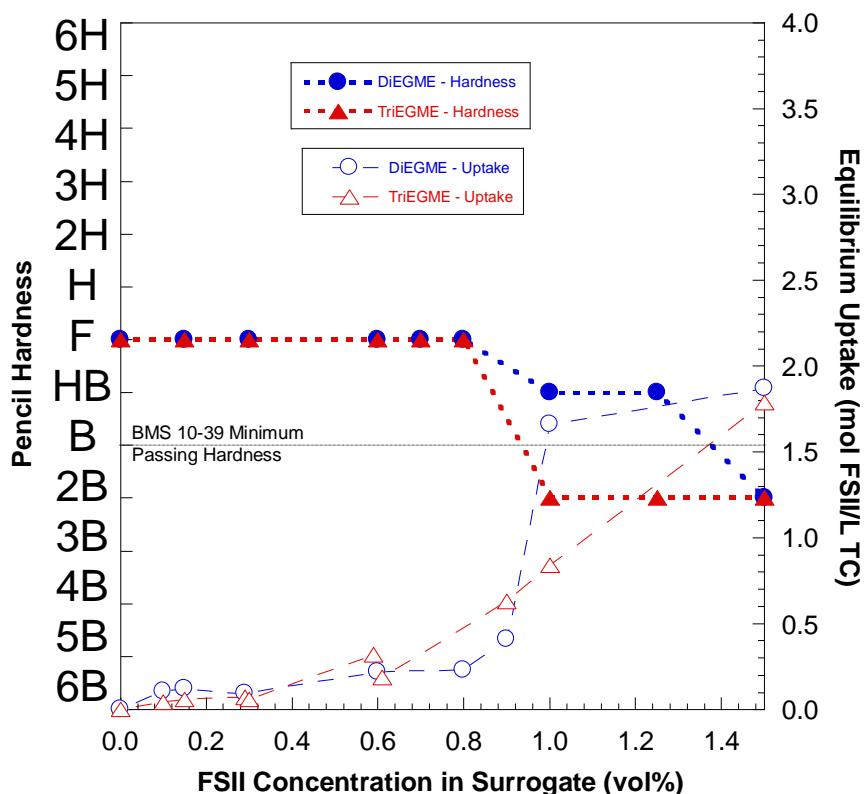 6H
5H
4H
3H
2H
H
F
HB
B
2B
3B
4B
5B
6B
Pencil Hardness
DiEGME - Hardness
TriEGME - Hardness
DiEGME - Uptake
TriEGME - Uptake
BMS 10-39 Minimum
Passing Hardness
4.0
3.5
3.0
2.5
2.0
1.5
1.0
0.5
0.0
Equilibrium Uptake (mol FSII/L TC)
0.0 0.2 0.4 0.6 0.8 1.0 1.2 1.4
FSII Concentration in Surrogate (vol%)